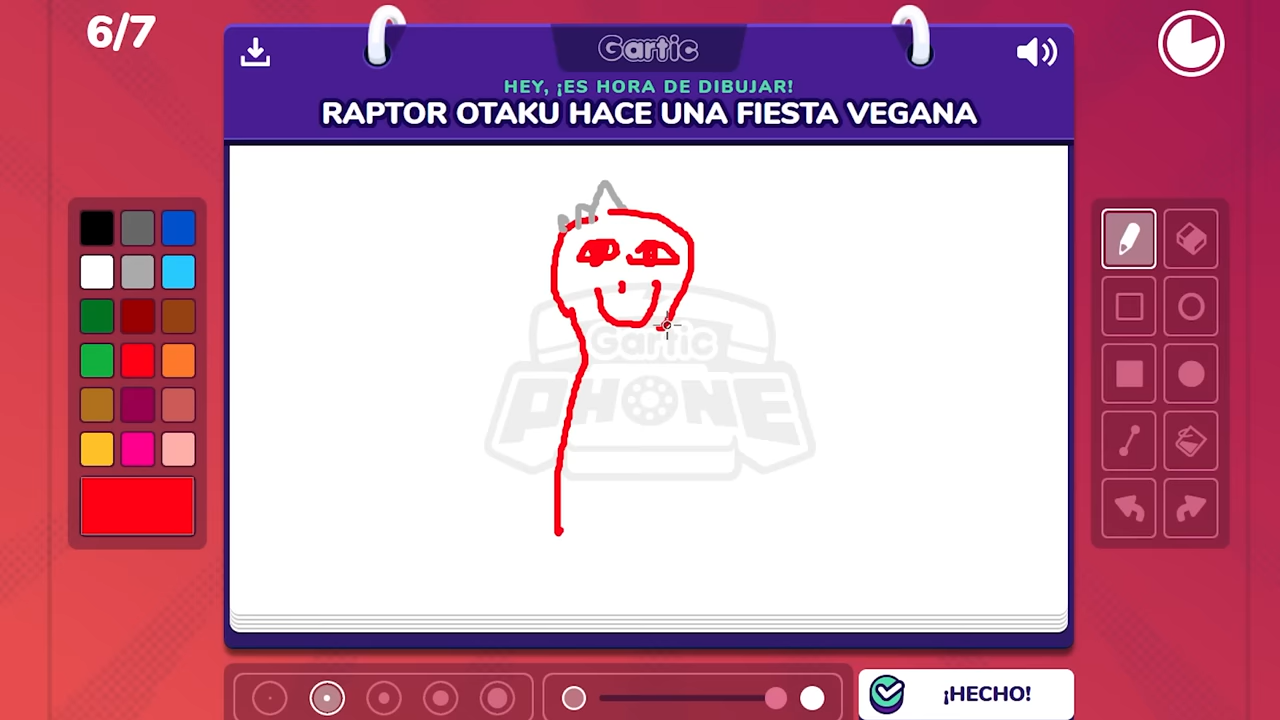 6/7
Gartic
HEY, ¡ES HORA DE DIBUJAR!
RAPTOR OTAKU HACE UNA FIESTA VEGANA
Gartic
PHONE
¡HECHO!